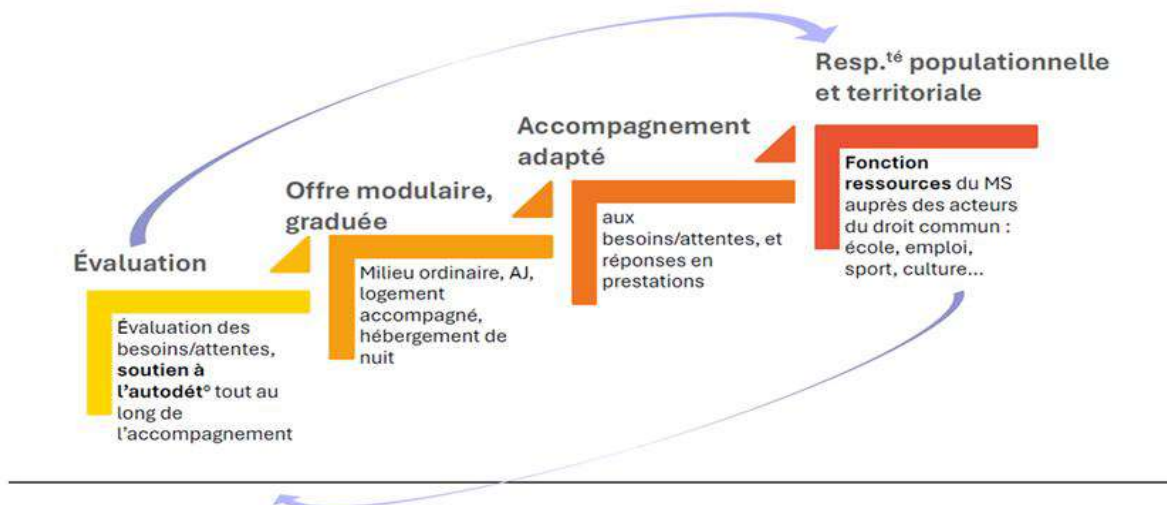 Évaluation
Évaluation des
besoins/attentes,
soutien à
l’autodét° tout au
long de
l’accompagnement
Offre modulaire,
graduée
Milieu ordinaire, AJ,
logement
accompagné,
hébergement de
nuit
Accompagnement
adapté
aux
besoins/attentes, et
réponses en
prestations
Resp.té populationnelle
et territoriale
Fonction
ressources du MS
auprès des acteurs
du droit commun :
école, emploi,
sport, culture...